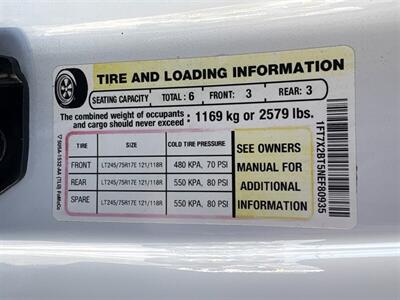 TIRE AND LOADING INFORMATION
SEATING CAPACITY TOTAL : 6 FRONT: 3 REAR: 3
The combined weight of occupants
and cargo should never exceed : 1169 kg or 2579 lbs.
TIRE SIZE COLD TIRE PRESSURE
FRONT LT245/75R17E 121/118R 480 KPA, 70 PSI
REAR LT245/75R17E 121/118R 550 KPA, 80 PSI
SPARE LT245/75R17E 121/118R 550 KPA, 80 PSI
SEE OWNERS
MANUAL FOR
ADDITIONAL
INFORMATION
1FT7X2BT5NEF80935